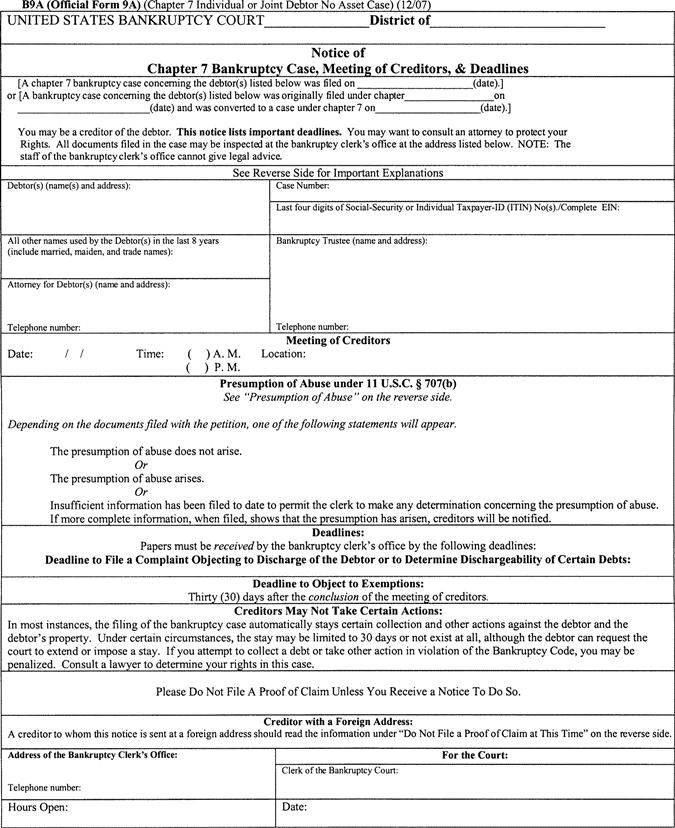 B9A (Official Form 9A) (Chapter 7 Individual or Joint Debtor No Asset Case) (12/07)
UNITED STATES BANKRUPTCY COURT______________District of______________
Notice of
Chapter 7 Bankruptcy Case, Meeting of Creditors, & Deadlines
[A chapter 7 bankruptcy case concerning the debtor(s) listed below was filed on ______________(date).]
or [A bankruptcy case concerning the debtor(s) listed below was originally filed under chapter______________on
______________(date) and was converted to a case under chapter 7 on______________(date).]
You may be a creditor of the debtor. This notice lists important deadlines. You may want to consult an attorney to protect your
Rights. All documents filed in the case may be inspected at the bankruptcy clerk's office at the address listed below. NOTE: The
staff of the bankruptcy clerk's office cannot give legal advice.
See Reverse Side for Important Explanations
Debtor(s) (name(s) and address):
Case Number:
Last four digits of Social-Security or Individual Taxpayer-ID (ITIN) No(s)./Complete EIN:
All other names used by the Debtor(s) in the last 8 years
(include married, maiden, and trade names):
Bankruptcy Trustee (name and address):
Attorney for Debtor(s) (name and address):
Telephone number:
Telephone number:
Meeting of Creditors
Date: / / Time: ( ) A. M. Location:
( ) P. M.
Presumption of Abuse under 11 U.S.C. § 707(b)
See "Presumption of Abuse" on the reverse side.
Depending on the documents filed with the petition, one of the following statements will appear.
The presumption of abuse does not arise.
Or
The presumption of abuse arises.
Or
Insufficient information has been filed to date to permit the clerk to make any determination concerning the presumption of abuse.
If more complete information, when filed, shows that the presumption has arisen, creditors will be notified.
Deadlines:
Papers must be received by the bankruptcy clerk's office by the following deadlines:
Deadline to File a Complaint Objecting to Discharge of the Debtor or to Determine Dischargeability of Certain Debts:
Deadline to Object to Exemptions:
Thirty (30) days after the conclusion of the meeting of creditors.
Creditors May Not Take Certain Actions:
In most instances, the filing of the bankruptcy case automatically stays certain collection and other actions against the debtor and the
debtor's property. Under certain circumstances, the stay may be limited to 30 days or not exist at all, although the debtor can request the
court to extend or impose a stay. If you attempt to collect a debt or take other action in violation of the Bankruptcy Code, you may be
penalized. Consult a lawyer to determine your rights in this case.
Please Do Not File A Proof of Claim Unless You Receive a Notice To Do So.
Creditor with a Foreign Address:
A creditor to whom this notice is sent at a foreign address should read the information under "Do Not File a Proof of Claim at This Time" on the reverse side.
Address of the Bankruptcy Clerk's Office:
For the Court:
Clerk of the Bankruptcy Court:
Telephone number:
Hours Open:
Date: